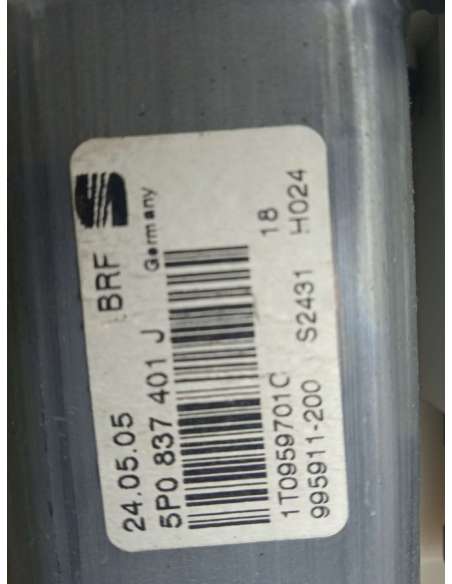 24.05.05 BRF
5P0 837 401 J Germany
1T0959701C 18
995911-200 S2431 H024